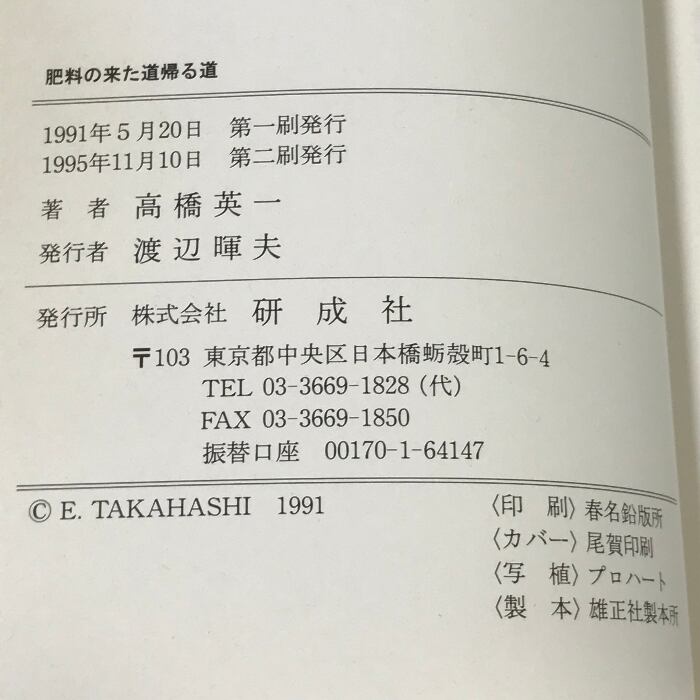 肥料の来た道帰る道
1991年5月20日　第一刷発行
1995年11月10日　第二刷発行
著　者　高橋英一
発行者　渡辺暉夫
発行所　株式会社　研成社
〒103　東京都中央区日本橋蛎殻町1-6-4
TEL 03-3669-1828（代）
FAX 03-3669-1850
振替口座　00170-1-64147
© E. TAKAHASHI　1991
〈印　刷〉春名鉛版所
〈カバー〉尾賀印刷
〈写　植〉プロハート
〈製　本〉雄正社製本所